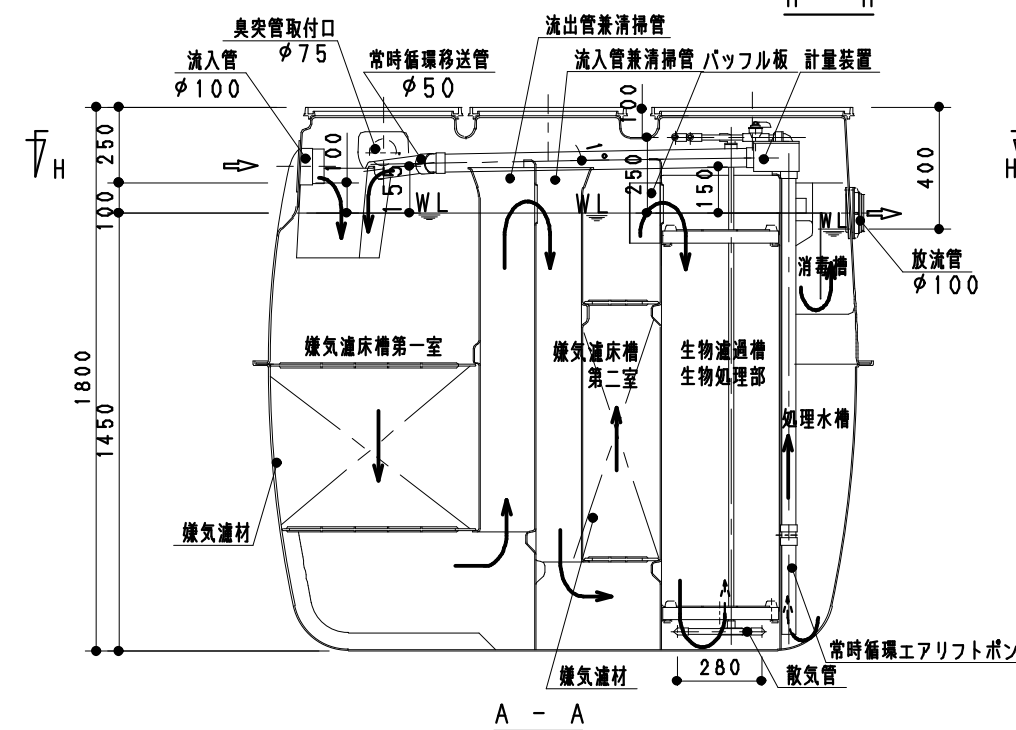 H H
臭突管取付口
φ75
流出管兼清掃管
流入管
φ100
常時循環移送管
φ50
流入管兼清掃管
バッフル板
計量装置
100
250
100
H
H
100
155
1°
250
150
400
WL
WL
WL
消毒槽
放流管
φ100
嫌気濾床槽第一室
嫌気濾床槽
第二室
生物濾過槽
生物処理部
1800
1450
処理水槽
嫌気濾材
常時循環エアリフトポン
280
散気管
嫌気濾材
A - A